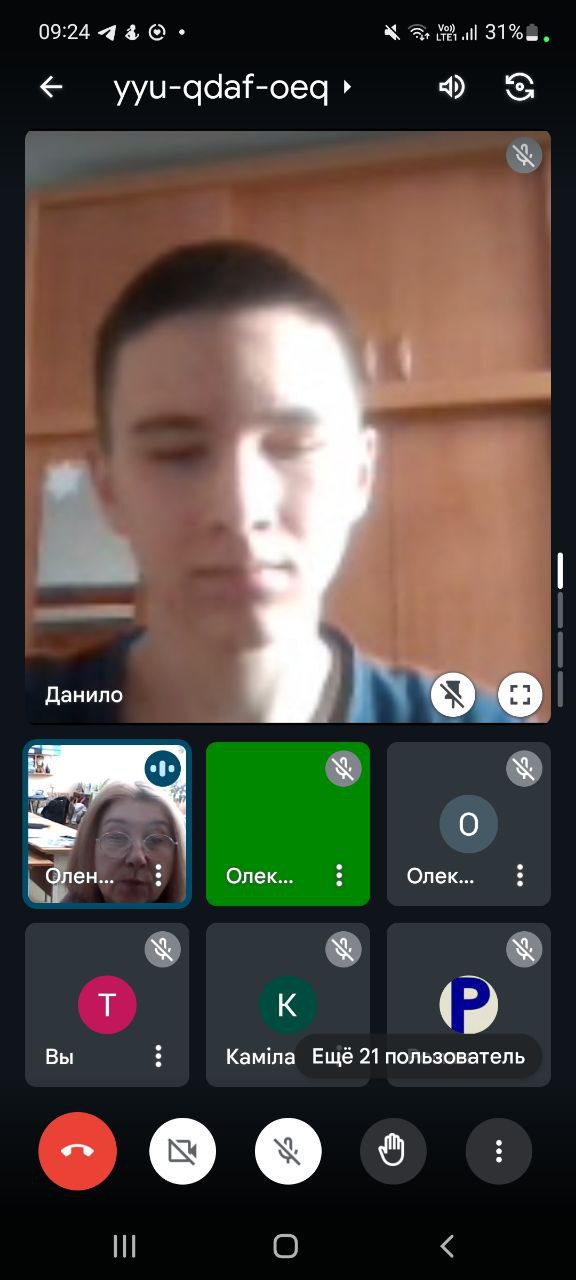 09:24
Vo))
LTE1
31%
yyu-qdaf-oeq
Данило
Олен...
Олек...
О
Олек...
Т
Вы
К
Каміла
P
Ещё 21 пользователь